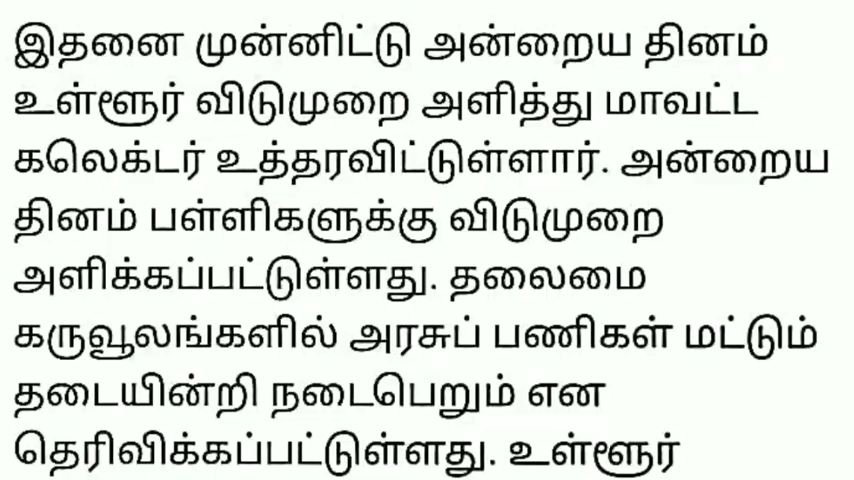 இதனை முன்னிட்டு அன்றைய தினம்
உள்ளூர் விடுமுறை அளித்து மாவட்ட
கலெக்டர் உத்தரவிட்டுள்ளார். அன்றைய
தினம் பள்ளிகளுக்கு விடுமுறை
அளிக்கப்பட்டுள்ளது. தலைமை
கருவூலங்களில் அரசுப் பணிகள் மட்டும்
தடையின்றி நடைபெறும் என
தெரிவிக்கப்பட்டுள்ளது. உள்ளூர்